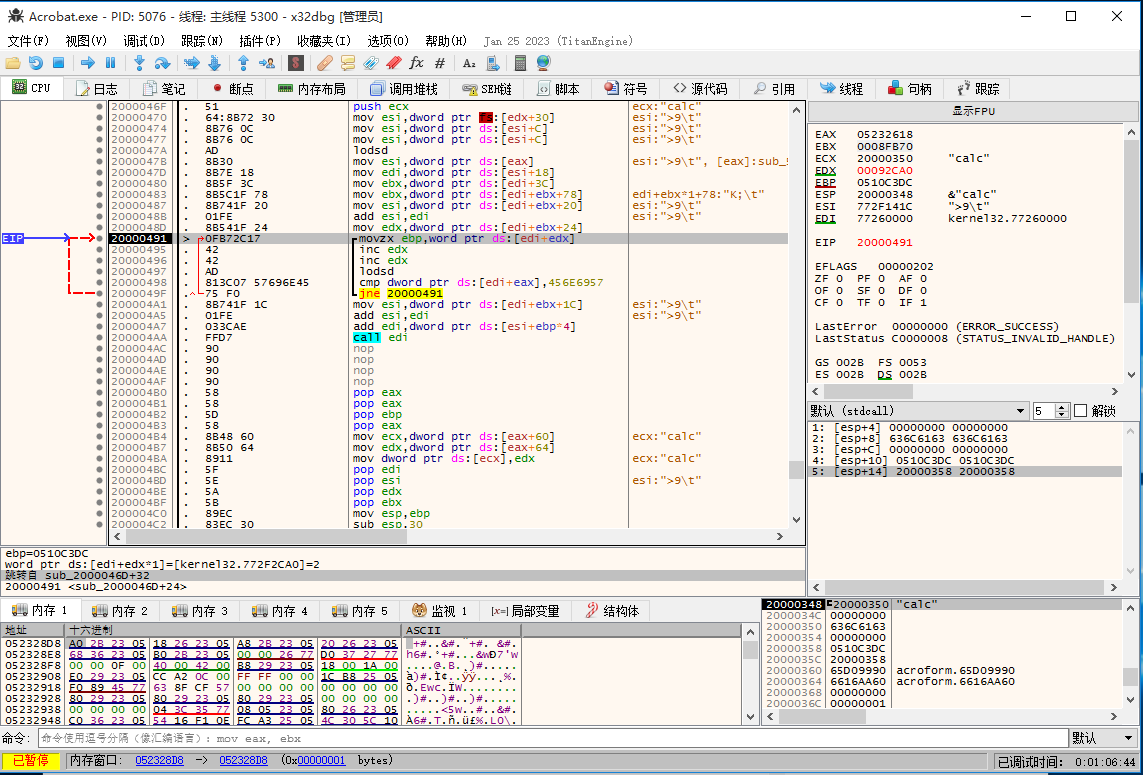 Acrobat.exe - PID: 5076 - 线程: 主线程 5300 - x32dbg [管理员]
文件(F) 视图(V) 调试(D) 跟踪(N) 插件(P) 收藏夹(I) 选项(O) 帮助(H) Jan 25 2023 (TitanEngine)
CPU 日志 笔记 断点 内存布局 调用堆栈 SEH链 脚本 符号 源代码 引用 线程 句柄 跟踪
2000046F . 51 push ecx ecx:"calc"
20000470 . 64:8B72 30 mov esi,dword ptr fs:[edx+30] esi:">9\t"
20000474 . 8B76 0C mov esi,dword ptr ds:[esi+C] esi:">9\t"
20000477 . 8B76 0C mov esi,dword ptr ds:[esi+C] esi:">9\t"
2000047A . AD lodsd
2000047B . 8B30 mov esi,dword ptr ds:[eax] esi:">9\t", [eax]:sub_
2000047D . 8B7E 18 mov edi,dword ptr ds:[esi+18]
20000480 . 8B5F 3C mov ebx,dword ptr ds:[edi+3C]
20000483 . 8B5C1F 78 mov ebx,dword ptr ds:[edi+ebx+78] edi+ebx*1+78:"K;\t"
20000487 . 8B741F 20 mov esi,dword ptr ds:[edi+ebx+20] esi:">9\t"
2000048B . 01FE add esi,edi esi:">9\t"
2000048D . 8B541F 24 mov edx,dword ptr ds:[edi+ebx+24]
EIP 20000491 > 0FB72C17 movzx ebp,word ptr ds:[edi+edx]
20000495 . 42 inc edx
20000496 . 42 inc edx
20000497 . AD lodsd
20000498 . 813C07 57696E45 cmp dword ptr ds:[edi+eax],456E6957
2000049F . 75 F0 jne 20000491
200004A1 . 8B741F 1C mov esi,dword ptr ds:[edi+ebx+1C] esi:">9\t"
200004A5 . 01FE add esi,edi esi:">9\t"
200004A7 . 033CAE add edi,dword ptr ds:[esi+ebp*4]
200004AA . FFD7 call edi
200004AC . 90 nop
200004AD . 90 nop
200004AE . 90 nop
200004AF . 90 nop
200004B0 . 58 pop eax
200004B1 . 58 pop eax
200004B2 . 5D pop ebp
200004B3 . 58 pop eax
200004B4 . 8B48 60 mov ecx,dword ptr ds:[eax+60] ecx:"calc"
200004B7 . 8B50 64 mov edx,dword ptr ds:[eax+64]
200004BA . 8911 mov dword ptr ds:[ecx],edx ecx:"calc"
200004BC . 5F pop edi
200004BD . 5E pop esi esi:">9\t"
200004BE . 5A pop edx
200004BF . 5B pop ebx
200004C0 . 89EC mov esp,ebp
200004C2 . 83EC 30 sub esp,30
显示FPU
EAX 05232618
EBX 0008FB70
ECX 20000350 "calc"
EDX 00092CA0
EBP 0510C3DC
ESP 20000348 &"calc"
ESI 772F141C ">9\t"
EDI 77260000 kernel32.77260000
EIP 20000491
EFLAGS 00000202
ZF 0 PF 0 AF 0
OF 0 SF 0 DF 0
CF 0 TF 0 IF 1
LastError 00000000 (ERROR_SUCCESS)
LastStatus C0000008 (STATUS_INVALID_HANDLE)
GS 002B FS 0053
ES 002B DS 002B
默认 (stdcall) 5 解锁
1: [esp+4] 00000000 00000000
2: [esp+8] 636C6163 636C6163
3: [esp+C] 00000000 00000000
4: [esp+10] 0510C3DC 0510C3DC
5: [esp+14] 20000358 20000358
ebp=0510C3DC
word ptr ds:[edi+edx*1]=[kernel32.772F2CA0]=2
跳转自 sub_2000046D+32
20000491 <sub_2000046D+24>
内存 1 内存 2 内存 3 内存 4 内存 5 监视 1 [x=] 局部变量 结构体
地址 十六进制 ASCII
052328D8 A0 2B 23 05 18 26 23 05 A8 2B 23 05 20 26 23 05
052328E8 68 36 23 05 B0 2B 23 05 00 00 26 77 D0 37 27 77
052328F8 00 00 0F 00 40 00 42 00 B8 29 23 05 18 00 1A 00
05232908 E0 29 23 05 CC A2 0C 00 FF FF 00 00 1C B8 25 05
05232918 F0 89 45 77 63 8F CF 57 00 00 00 00 00 00 00 00
05232928 80 29 23 05 80 29 23 05 80 29 23 05 00 00 00 00
05232938 00 00 00 00 04 3C 35 77 08 05 23 05 80 26 23 05
05232948 C0 36 23 05 54 16 F1 0E FC A3 25 05 4C 30 5C 10
20000348 20000350 "calc"
2000034C 00000000
20000350 636C6163
20000354 00000000
20000358 0510C3DC
2000035C 20000358
20000360 65D09990 acroform.65D09990
20000364 6616AA60 acroform.6616AA60
20000368 00000000
2000036C 00000001
命令: 命令使用逗号分隔（像汇编语言）: mov eax, ebx 默认
已暂停 内存窗口: 052328D8 -> 052328D8 (0x00000001 bytes) 已调试时间: 0:01:06:44